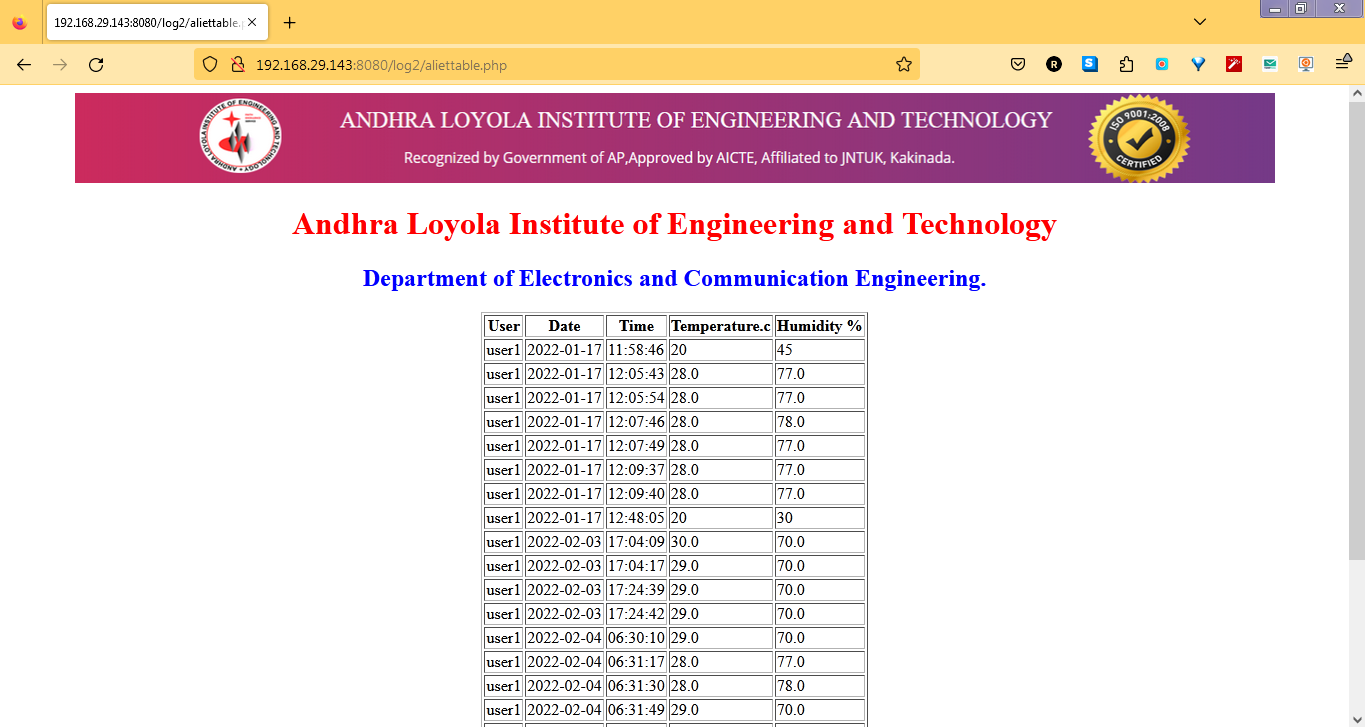 192.168.29.143:8080/log2/aliettable.
192.168.29.143:8080/log2/aliettable.php
R
S
ANDHRA LOYOLA INSTITUTE OF ENGINEERING AND TECHNOLOGY
Recognized by Government of AP,Approved by AICTE, Affiliated to JNTUK, Kakinada.
ISO 9001:2008
CERTIFIED
Andhra Loyola Institute of Engineering and Technology
Department of Electronics and Communication Engineering.
User Date Time Temperature.c Humidity %
user1 2022-01-17 11:58:46 20 45
user1 2022-01-17 12:05:43 28.0 77.0
user1 2022-01-17 12:05:54 28.0 77.0
user1 2022-01-17 12:07:46 28.0 78.0
user1 2022-01-17 12:07:49 28.0 77.0
user1 2022-01-17 12:09:37 28.0 77.0
user1 2022-01-17 12:09:40 28.0 77.0
user1 2022-01-17 12:48:05 20 30
user1 2022-02-03 17:04:09 30.0 70.0
user1 2022-02-03 17:04:17 29.0 70.0
user1 2022-02-03 17:24:39 29.0 70.0
user1 2022-02-03 17:24:42 29.0 70.0
user1 2022-02-04 06:30:10 29.0 70.0
user1 2022-02-04 06:31:17 28.0 77.0
user1 2022-02-04 06:31:30 28.0 78.0
user1 2022-02-04 06:31:49 29.0 70.0